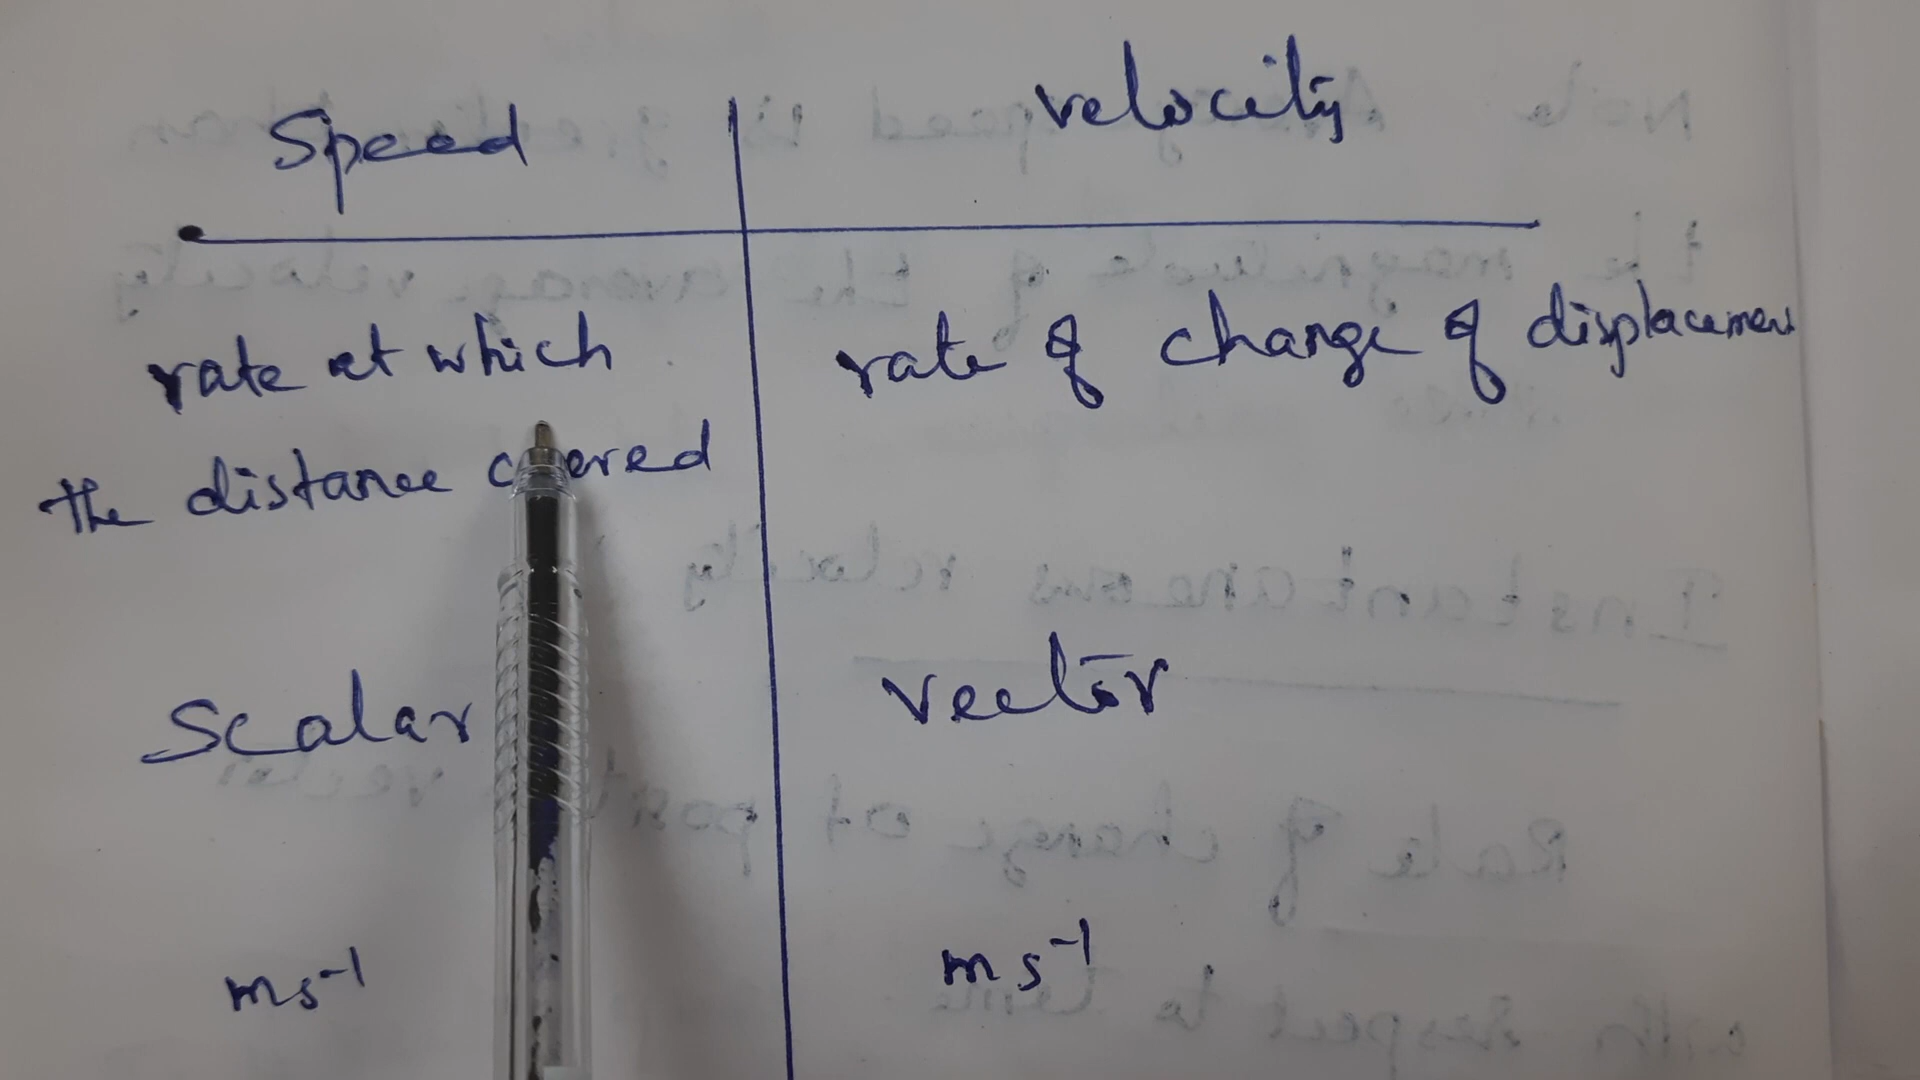 Speed
velocity
rate at which
the distance covered
rate of change of displacement
Scalar
vector
ms⁻¹
ms⁻¹